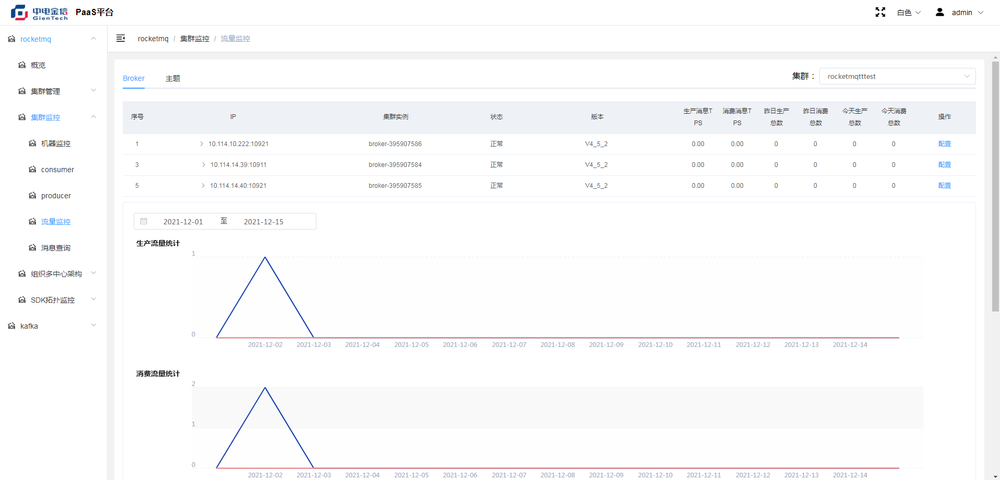 中电金信
GienTech
PaaS平台
白色
admin
rocketmq
概览
集群管理
集群监控
机器监控
consumer
producer
流量监控
消息查询
组织多中心架构
SDK拓扑监控
kafka
rocketmq / 集群监控 / 流量监控
Broker 主题
集群： rocketmqtttest
序号 IP 集群实例 状态 版本 生产消息TPS 消费消息TPS 昨日生产总数 昨日消费总数 今天生产总数 今天消费总数 操作
1 10.114.10.222:10921 broker-395907586 正常 V4_5_2 0.00 0.00 0 0 0 0 配置
3 10.114.14.39:10911 broker-395907584 正常 V4_5_2 0.00 0.00 0 0 0 0 配置
5 10.114.14.40:10921 broker-395907585 正常 V4_5_2 0.00 0.00 0 0 0 0 配置
2021-12-01 至 2021-12-15
生产流量统计
1
0
2021-12-02 2021-12-03 2021-12-04 2021-12-05 2021-12-06 2021-12-07 2021-12-08 2021-12-09 2021-12-10 2021-12-11 2021-12-12 2021-12-13 2021-12-14
消费流量统计
2
1
0
2021-12-02 2021-12-03 2021-12-04 2021-12-05 2021-12-06 2021-12-07 2021-12-08 2021-12-09 2021-12-10 2021-12-11 2021-12-12 2021-12-13 2021-12-14